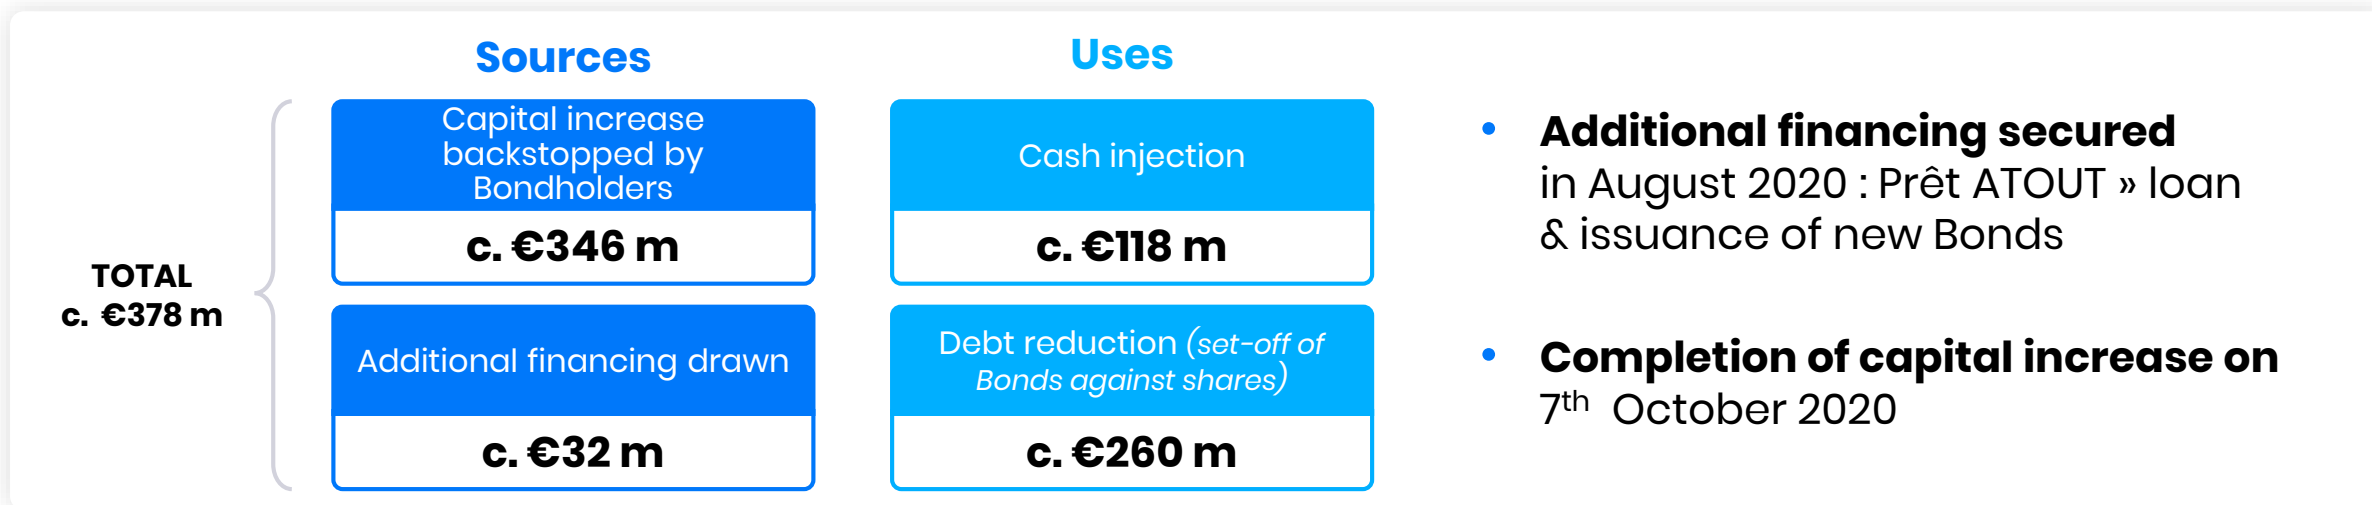 Sources
Uses
TOTAL
c. €378 m
Capital increase
backstopped by
Bondholders
c. €346 m
Cash injection
c. €118 m
Additional financing drawn
c. €32 m
Debt reduction (set-off of
Bonds against shares)
c. €260 m
• Additional financing secured
in August 2020 : Prêt ATOUT » loan
& issuance of new Bonds
• Completion of capital increase on
7th October 2020